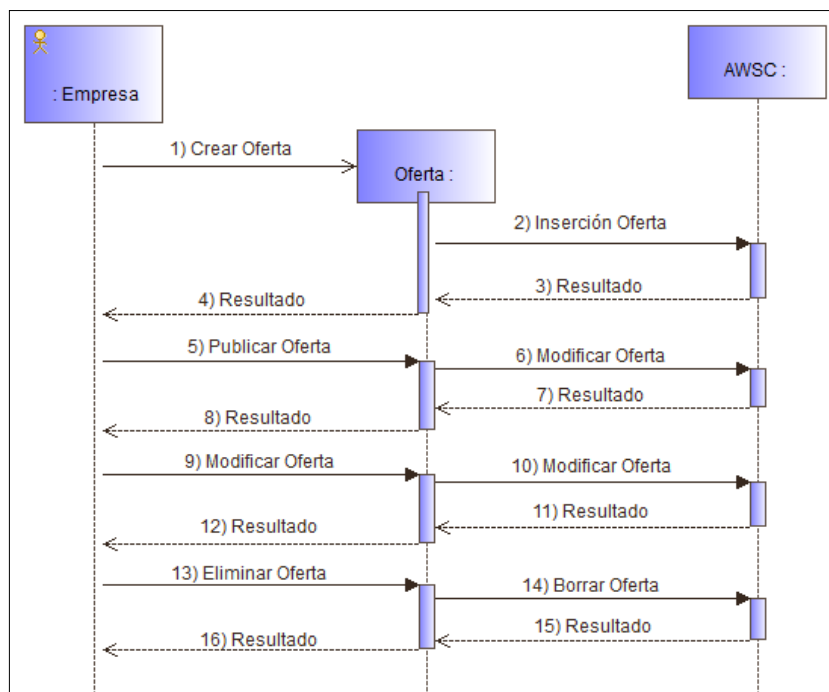 : Empresa
AWSC :
1) Crear Oferta
Oferta :
2) Inserción Oferta
3) Resultado
4) Resultado
5) Publicar Oferta
6) Modificar Oferta
7) Resultado
8) Resultado
9) Modificar Oferta
10) Modificar Oferta
11) Resultado
12) Resultado
13) Eliminar Oferta
14) Borrar Oferta
15) Resultado
16) Resultado